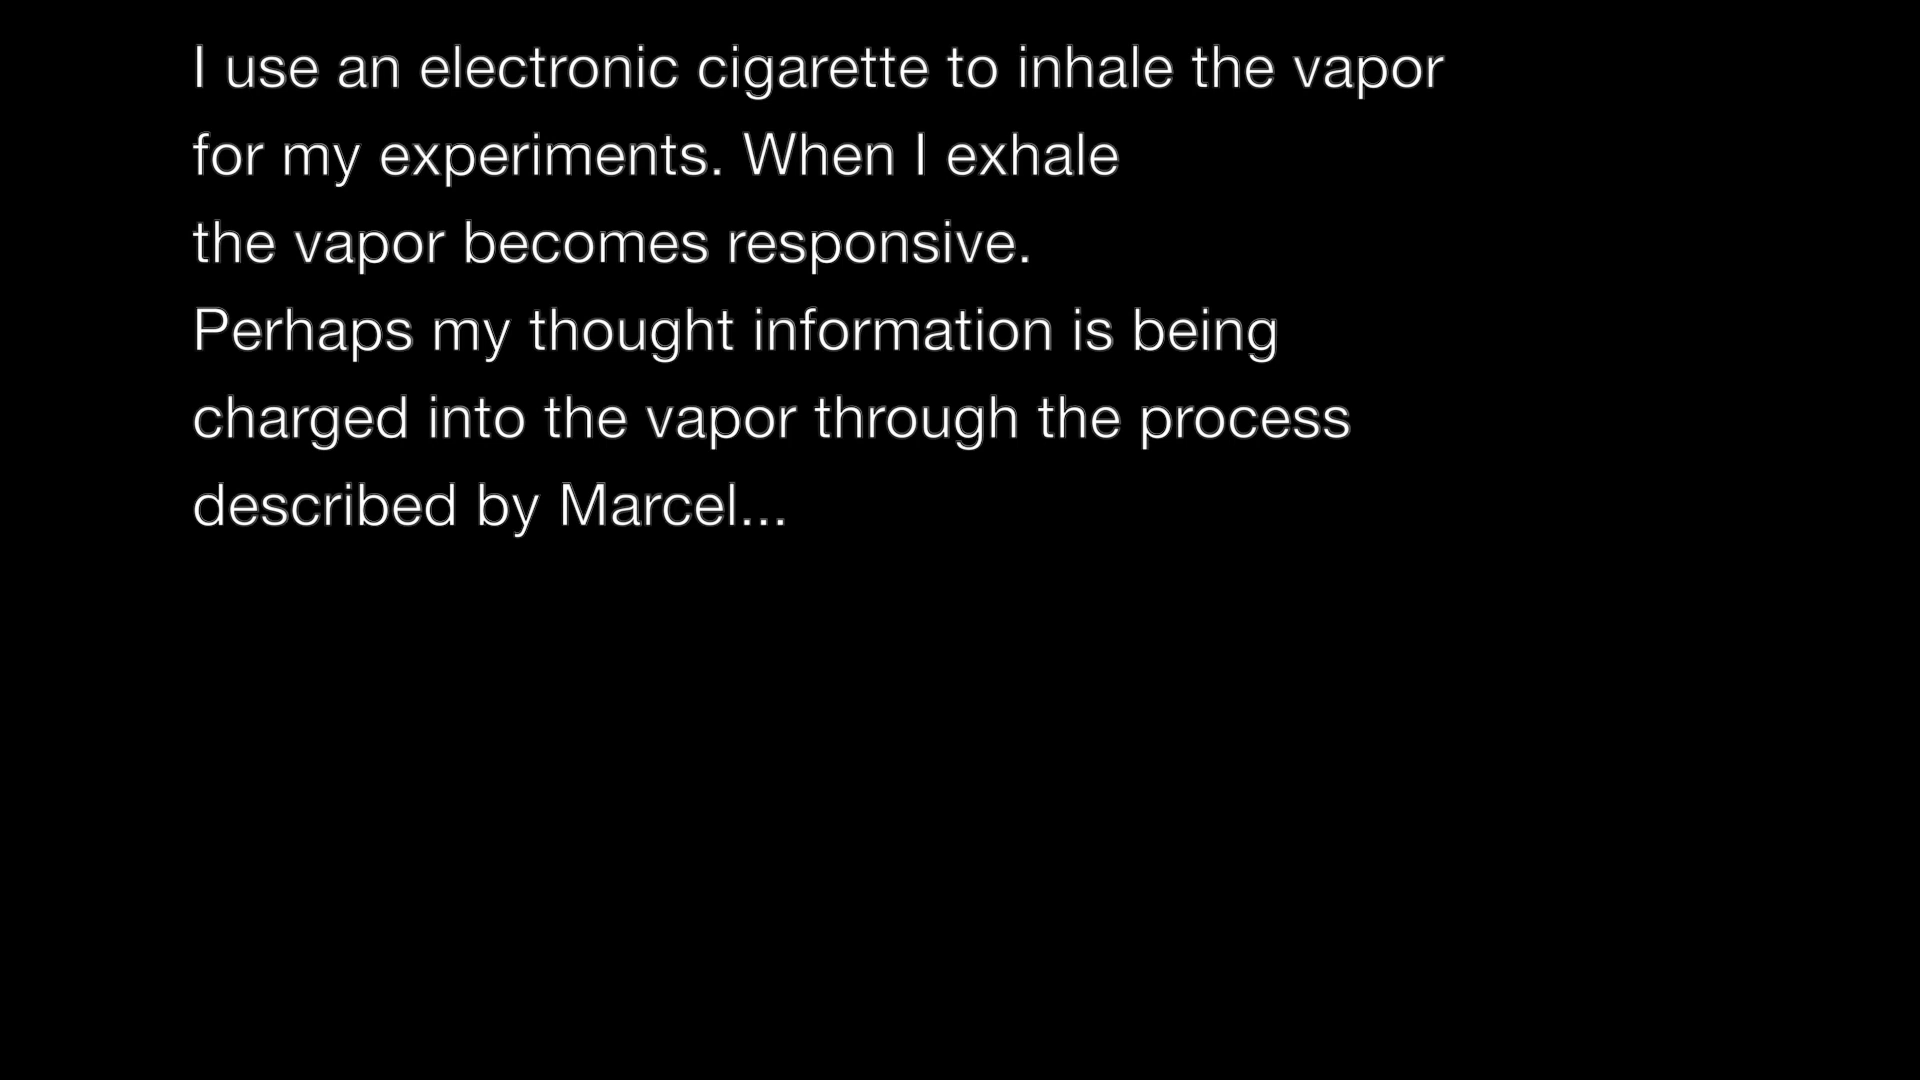 I use an electronic cigarette to inhale the vapor
for my experiments. When I exhale
the vapor becomes responsive.
Perhaps my thought information is being
charged into the vapor through the process
described by Marcel...